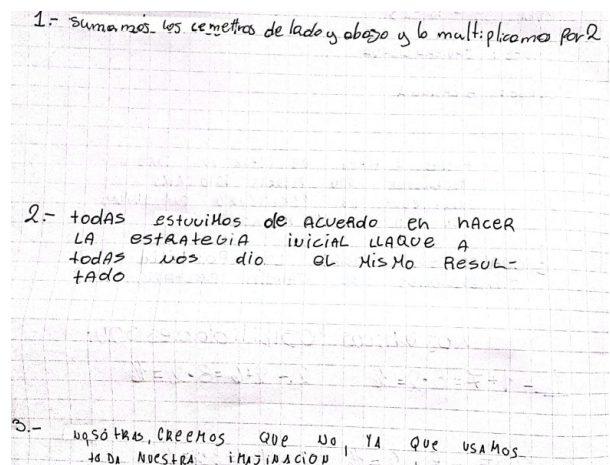 1.- Sumamos los cemettros de lado y abajo y lo multiplicamo por 2
2.- todAS estuviMos de AcueRdo en hACER
LA estRAteGiA iNiciAL LLAQUE A
todAS NOS dio eL MisMo ResuL-
tAdo
3.- NosotRAS, CREEMOS QUE NO, YA QUE USAMOS
toDA NUESTRA iMAJiNACioN